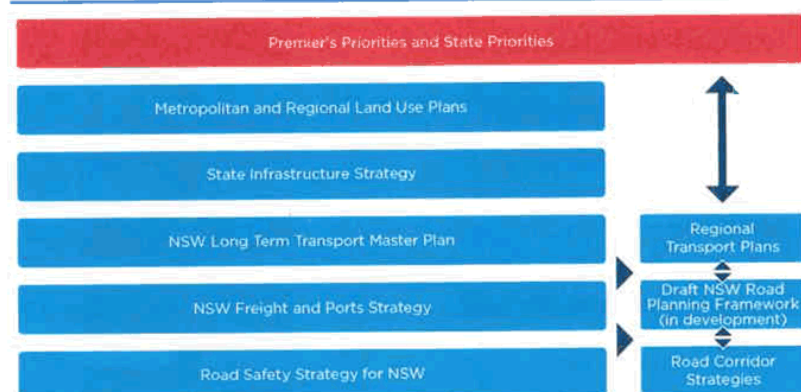 Premier's Priorities and State Priorities
Metropolitan and Regional Land Use Plans
State Infrastructure Strategy
NSW Long Term Transport Master Plan
Regional
Transport Plans
NSW Freight and Ports Strategy
Draft NSW Road
Planning Framework
(in development)
Road Safety Strategy for NSW
Road Corridor
Strategies